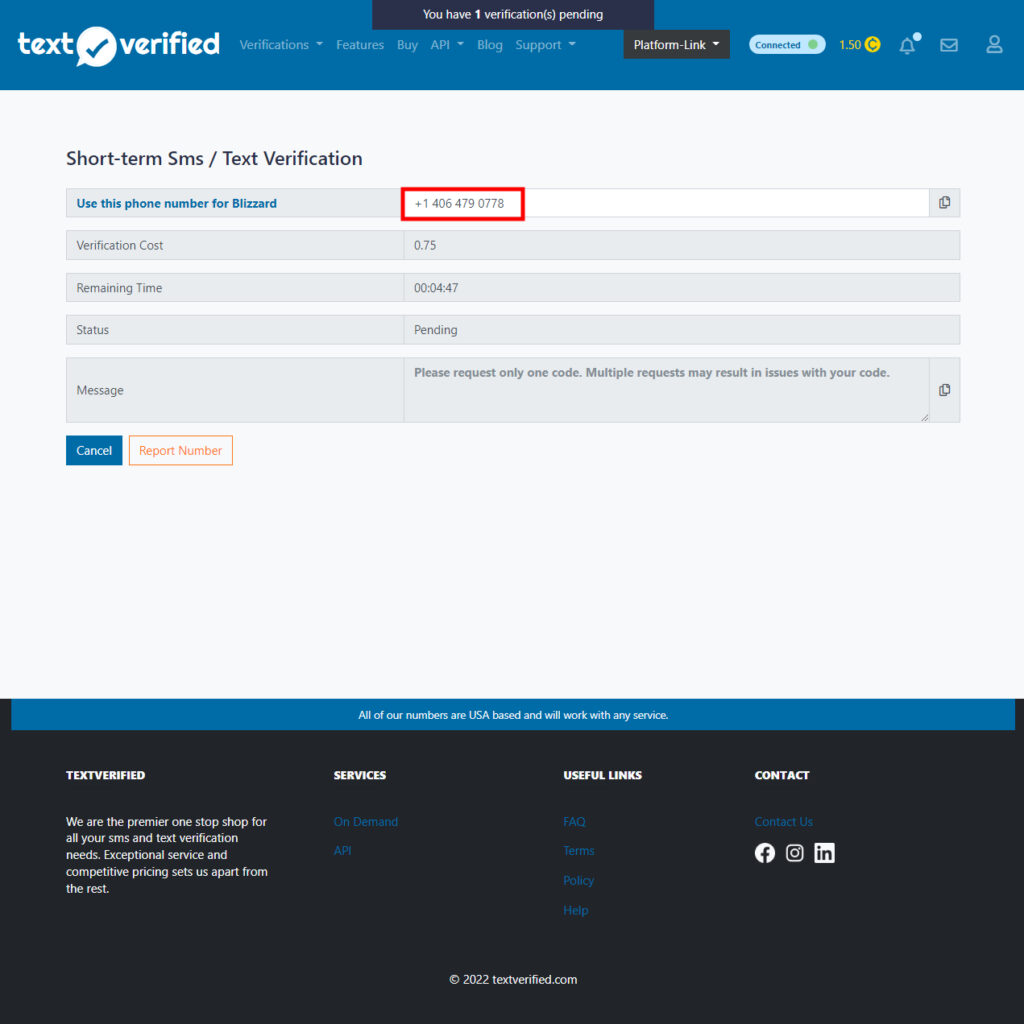 You have 1 verification(s) pending
text verified Verifications Features Buy API Blog Support Platform-Link Connected 1.50
Short-term Sms / Text Verification
Use this phone number for Blizzard +1 406 479 0778
Verification Cost 0.75
Remaining Time 00:04:47
Status Pending
Message Please request only one code. Multiple requests may result in issues with your code.
Cancel Report Number
All of our numbers are USA based and will work with any service.
TEXTVERIFIED
We are the premier one stop shop for
all your sms and text verification
needs. Exceptional service and
competitive pricing sets us apart from
the rest.
SERVICES
On Demand
API
USEFUL LINKS
FAQ
Terms
Policy
Help
CONTACT
Contact Us
© 2022 textverified.com